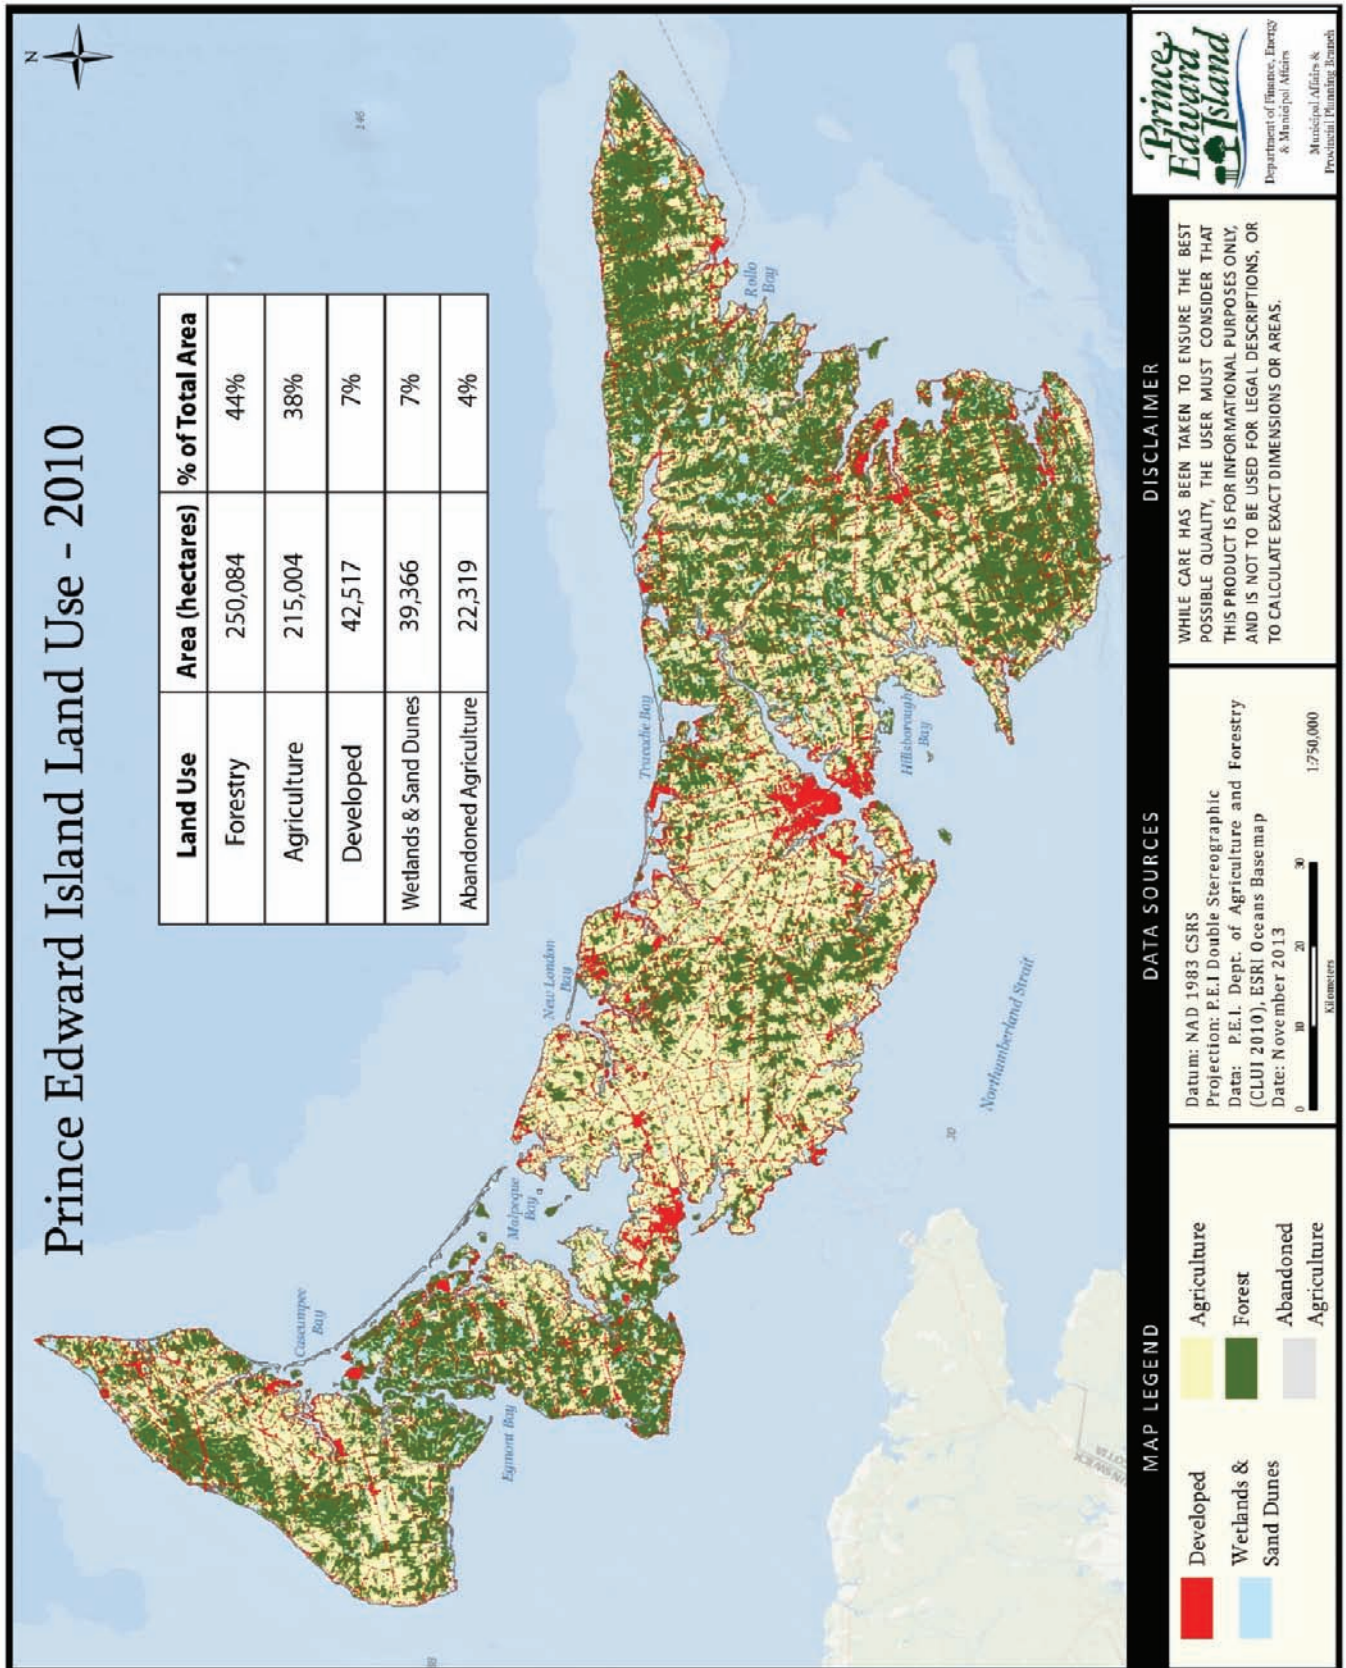 Prince Edward Island Land Use - 2010
N
Land Use Area (hectares) % of Total Area
Forestry 250,084 44%
Agriculture 215,004 38%
Developed 42,517 7%
Wetlands & Sand Dunes 39,366 7%
Abandoned Agriculture 22,319 4%
146
Cascumpec
Bay
Egmont Bay
Malpeque
Bay
New London
Bay
Tracadie Bay
Rollo
Bay
Hillsborough
Bay
Northumberland Strait
30
MAP LEGEND
Developed
Wetlands &
Sand Dunes
Agriculture
Forest
Abandoned
Agriculture
DATA SOURCES
Datum: NAD 1983 CSRS
Projection: P.E.I Double Stereographic
Data: P.E.I. Dept. of Agriculture and Forestry
(CLUI 2010), ESRI Oceans Basemap
Date: November 2013
0 10 20 30
Kilometers
1:750,000
DISCLAIMER
WHILE CARE HAS BEEN TAKEN TO ENSURE THE BEST
POSSIBLE QUALITY, THE USER MUST CONSIDER THAT
THIS PRODUCT IS FOR INFORMATIONAL PURPOSES ONLY,
AND IS NOT TO BE USED FOR LEGAL DESCRIPTIONS, OR
TO CALCULATE EXACT DIMENSIONS OR AREAS.
Prince
Edward
Island
Department of Finance, Energy
& Municipal Affairs
Municipal Affairs &
Provincial Planning Branch